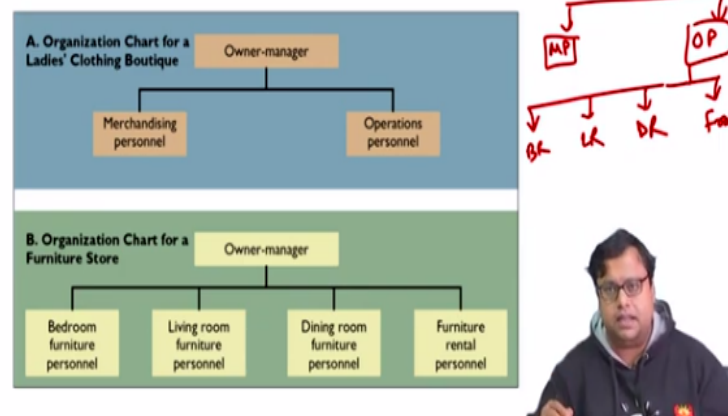 A. Organization Chart for a
Ladies' Clothing Boutique
Owner-manager
Merchandising
personnel
Operations
personnel
B. Organization Chart for a
Furniture Store
Owner-manager
Bedroom
furniture
personnel
Living room
furniture
personnel
Dining room
furniture
personnel
Furniture
rental
personnel
MP
OP
BR
LR
DR